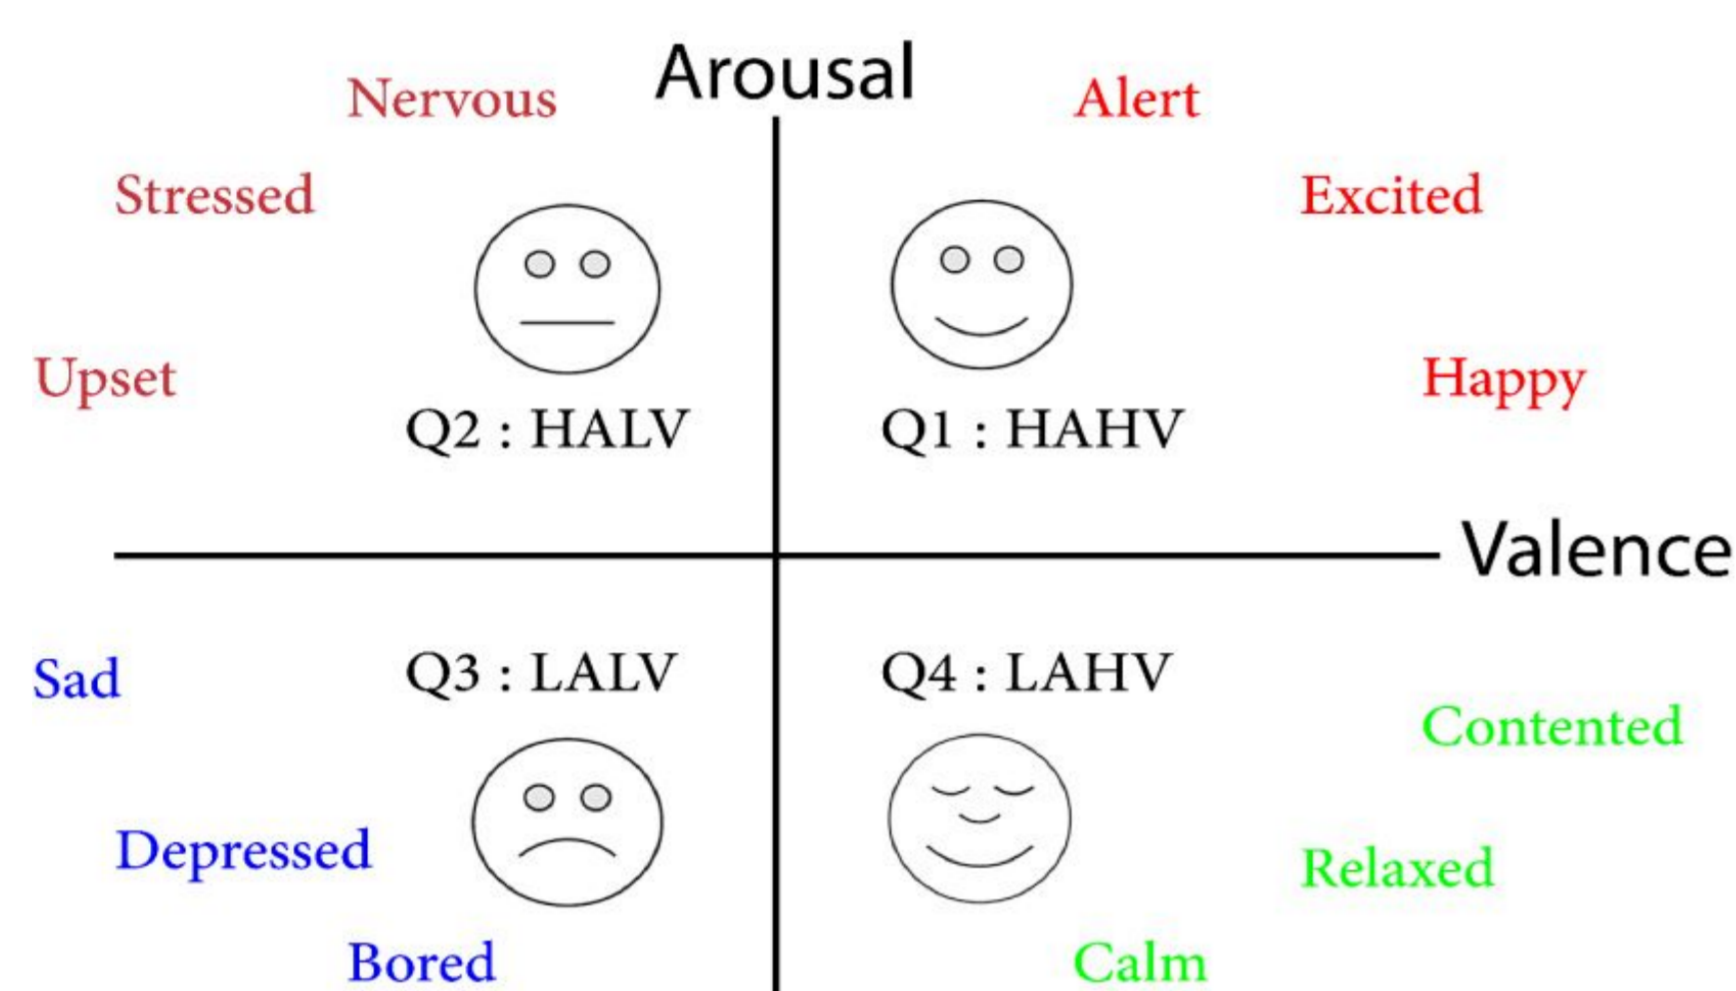 Nervous Arousal Alert
Stressed Excited
Upset Happy
Q2 : HALV Q1 : HAHV
Valence
Sad Q3 : LALV Q4 : LAHV
Contented
Depressed Relaxed
Bored Calm